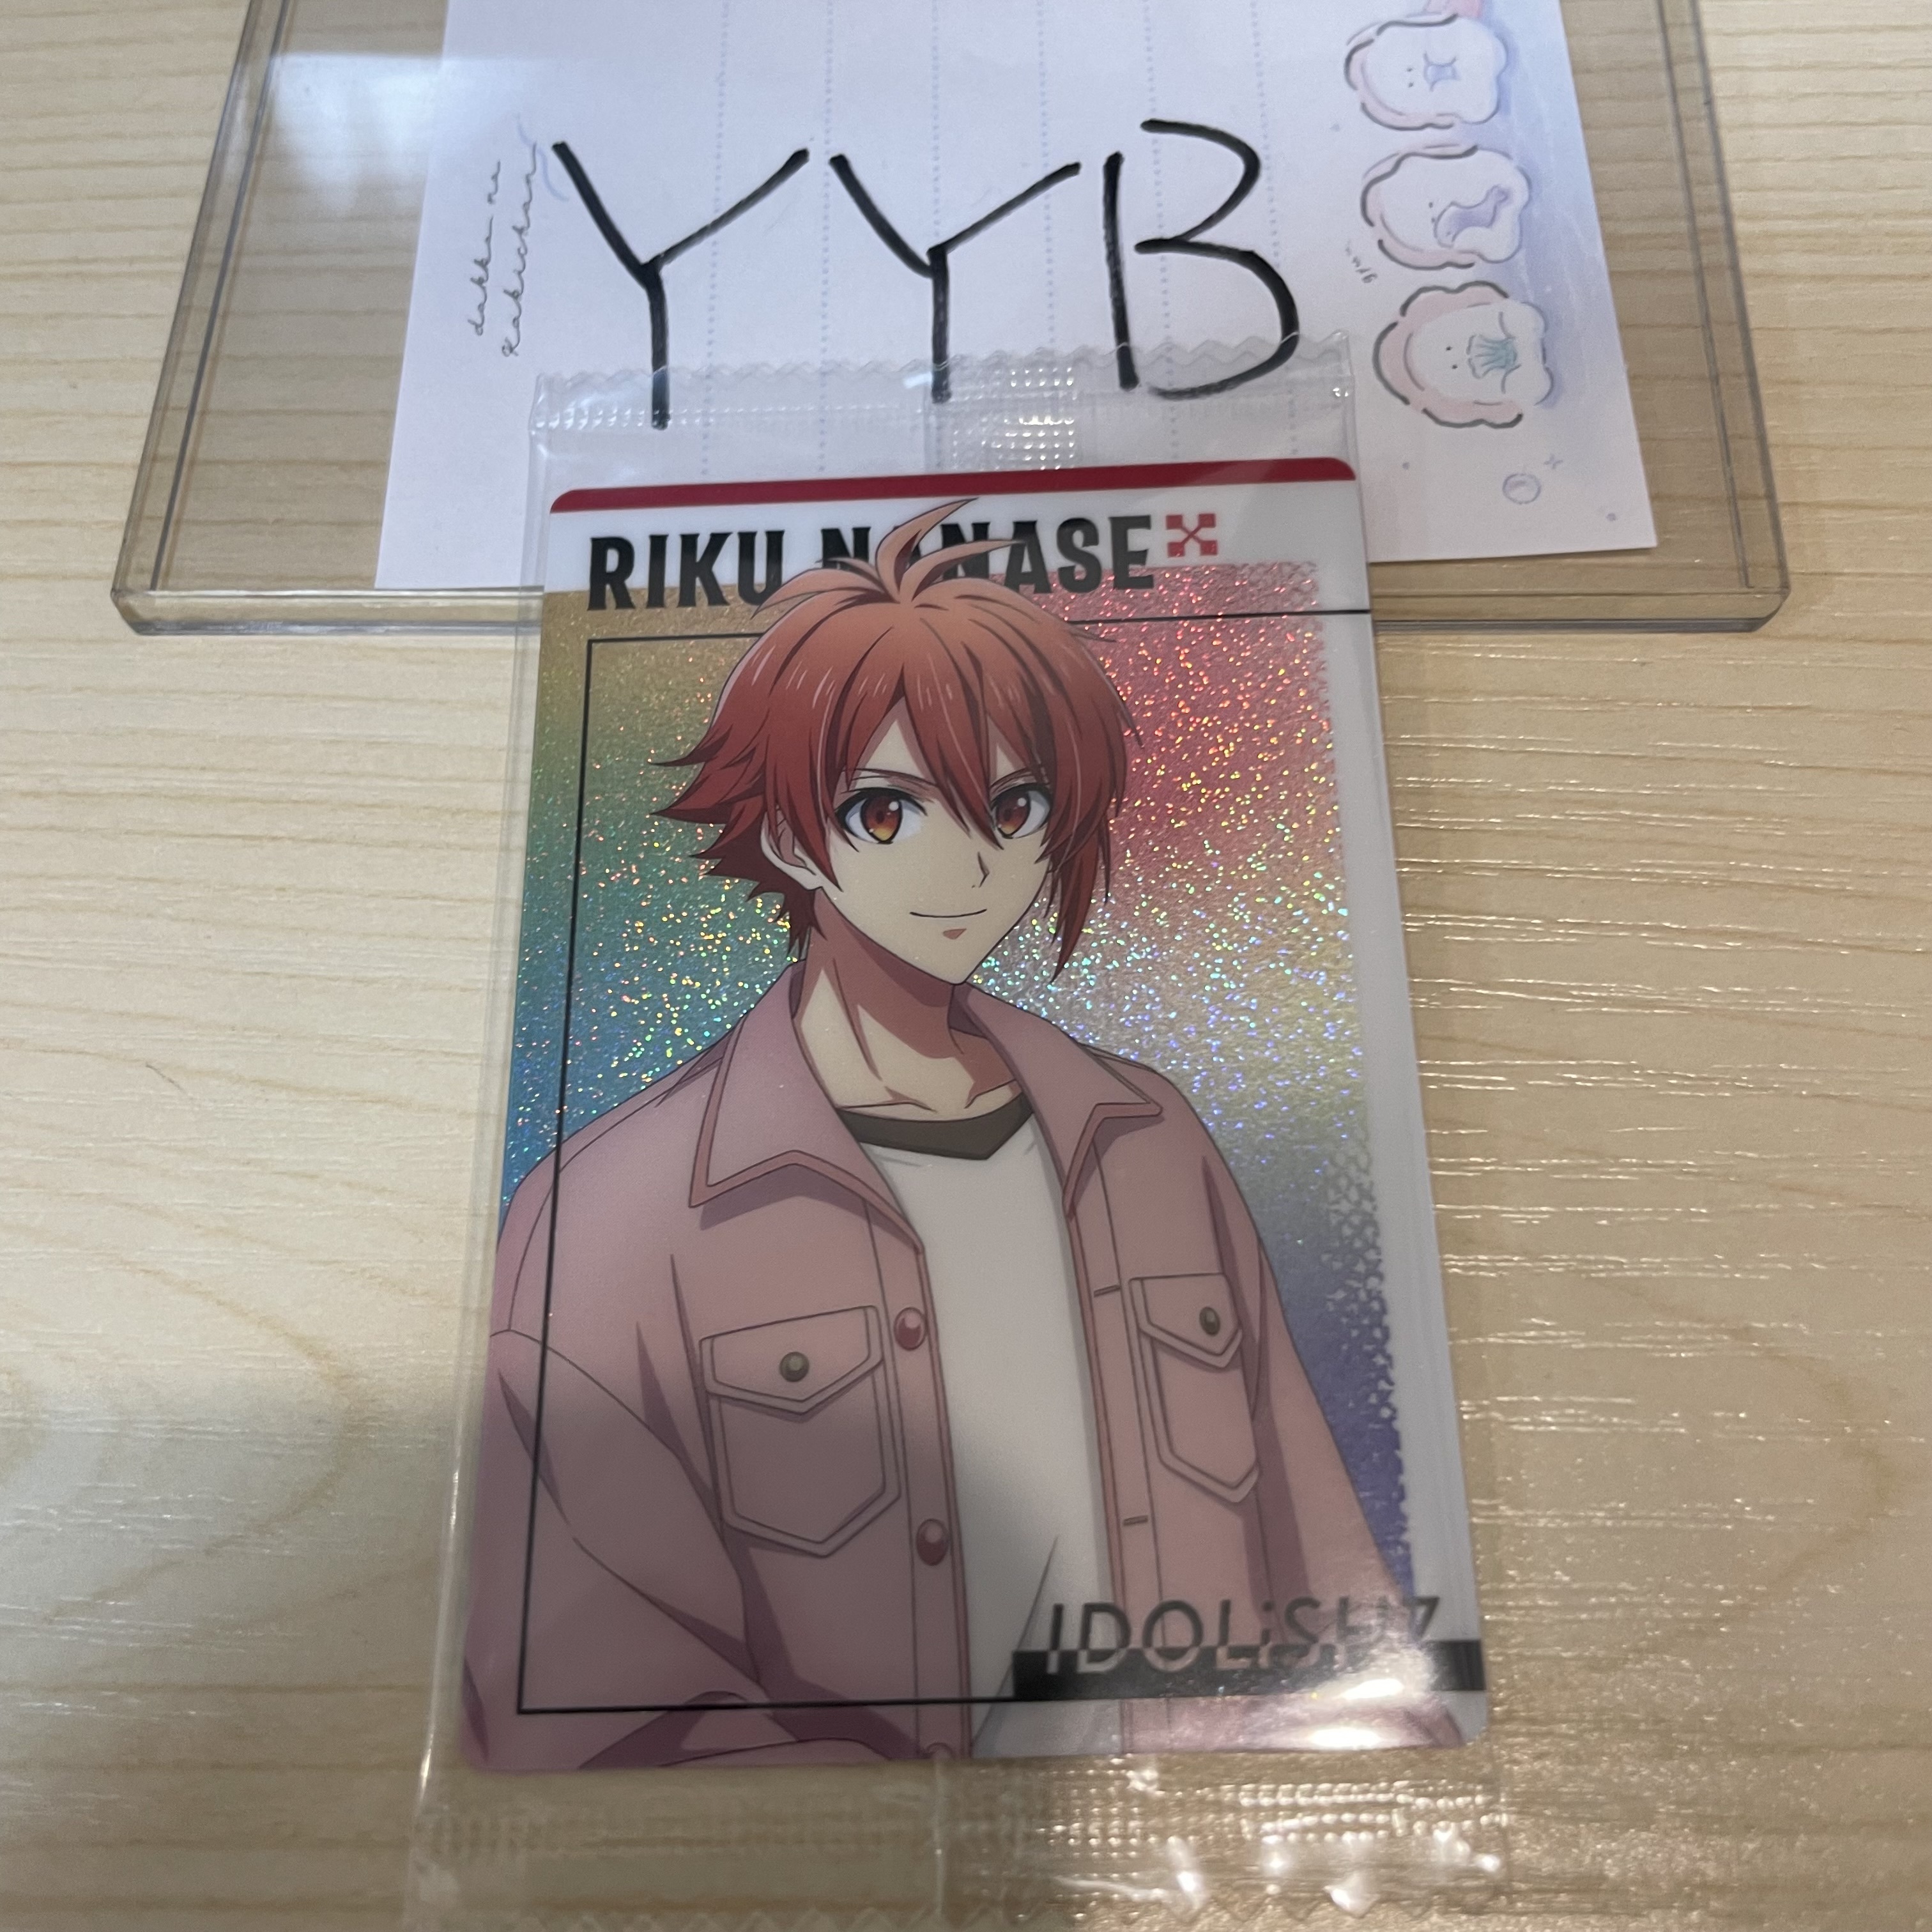 YYB
RIKU NANASE
IDOLiSH7